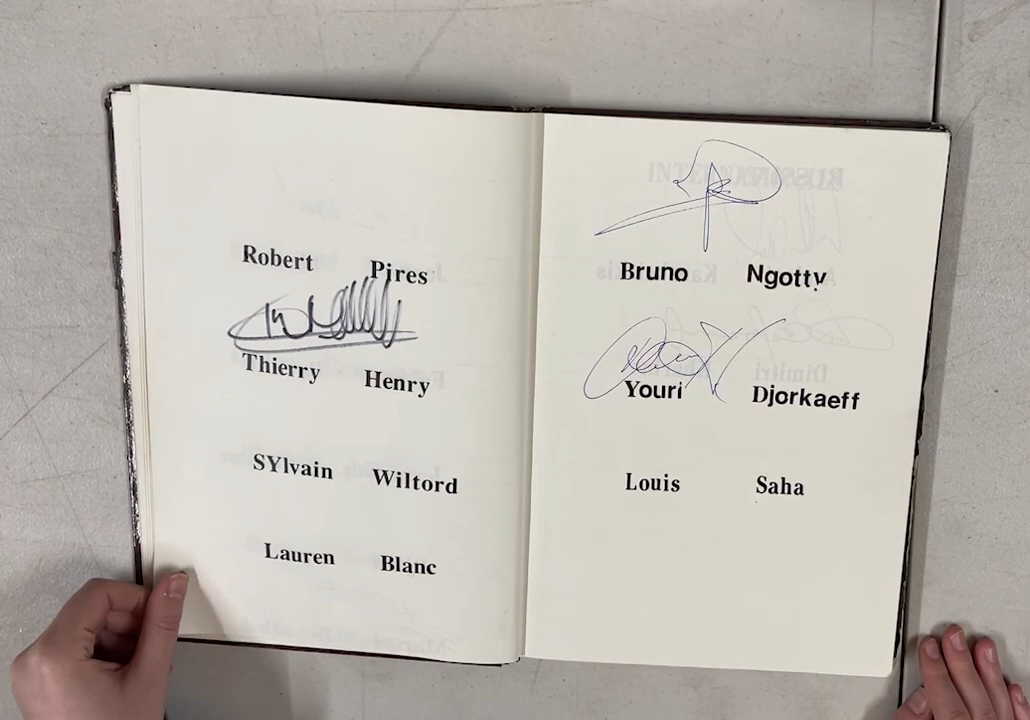 Robert Pires
Thierry Henry
SYlvain Wiltord
Lauren Blanc
Bruno Ngotty
Youri Djorkaeff
Louis Saha